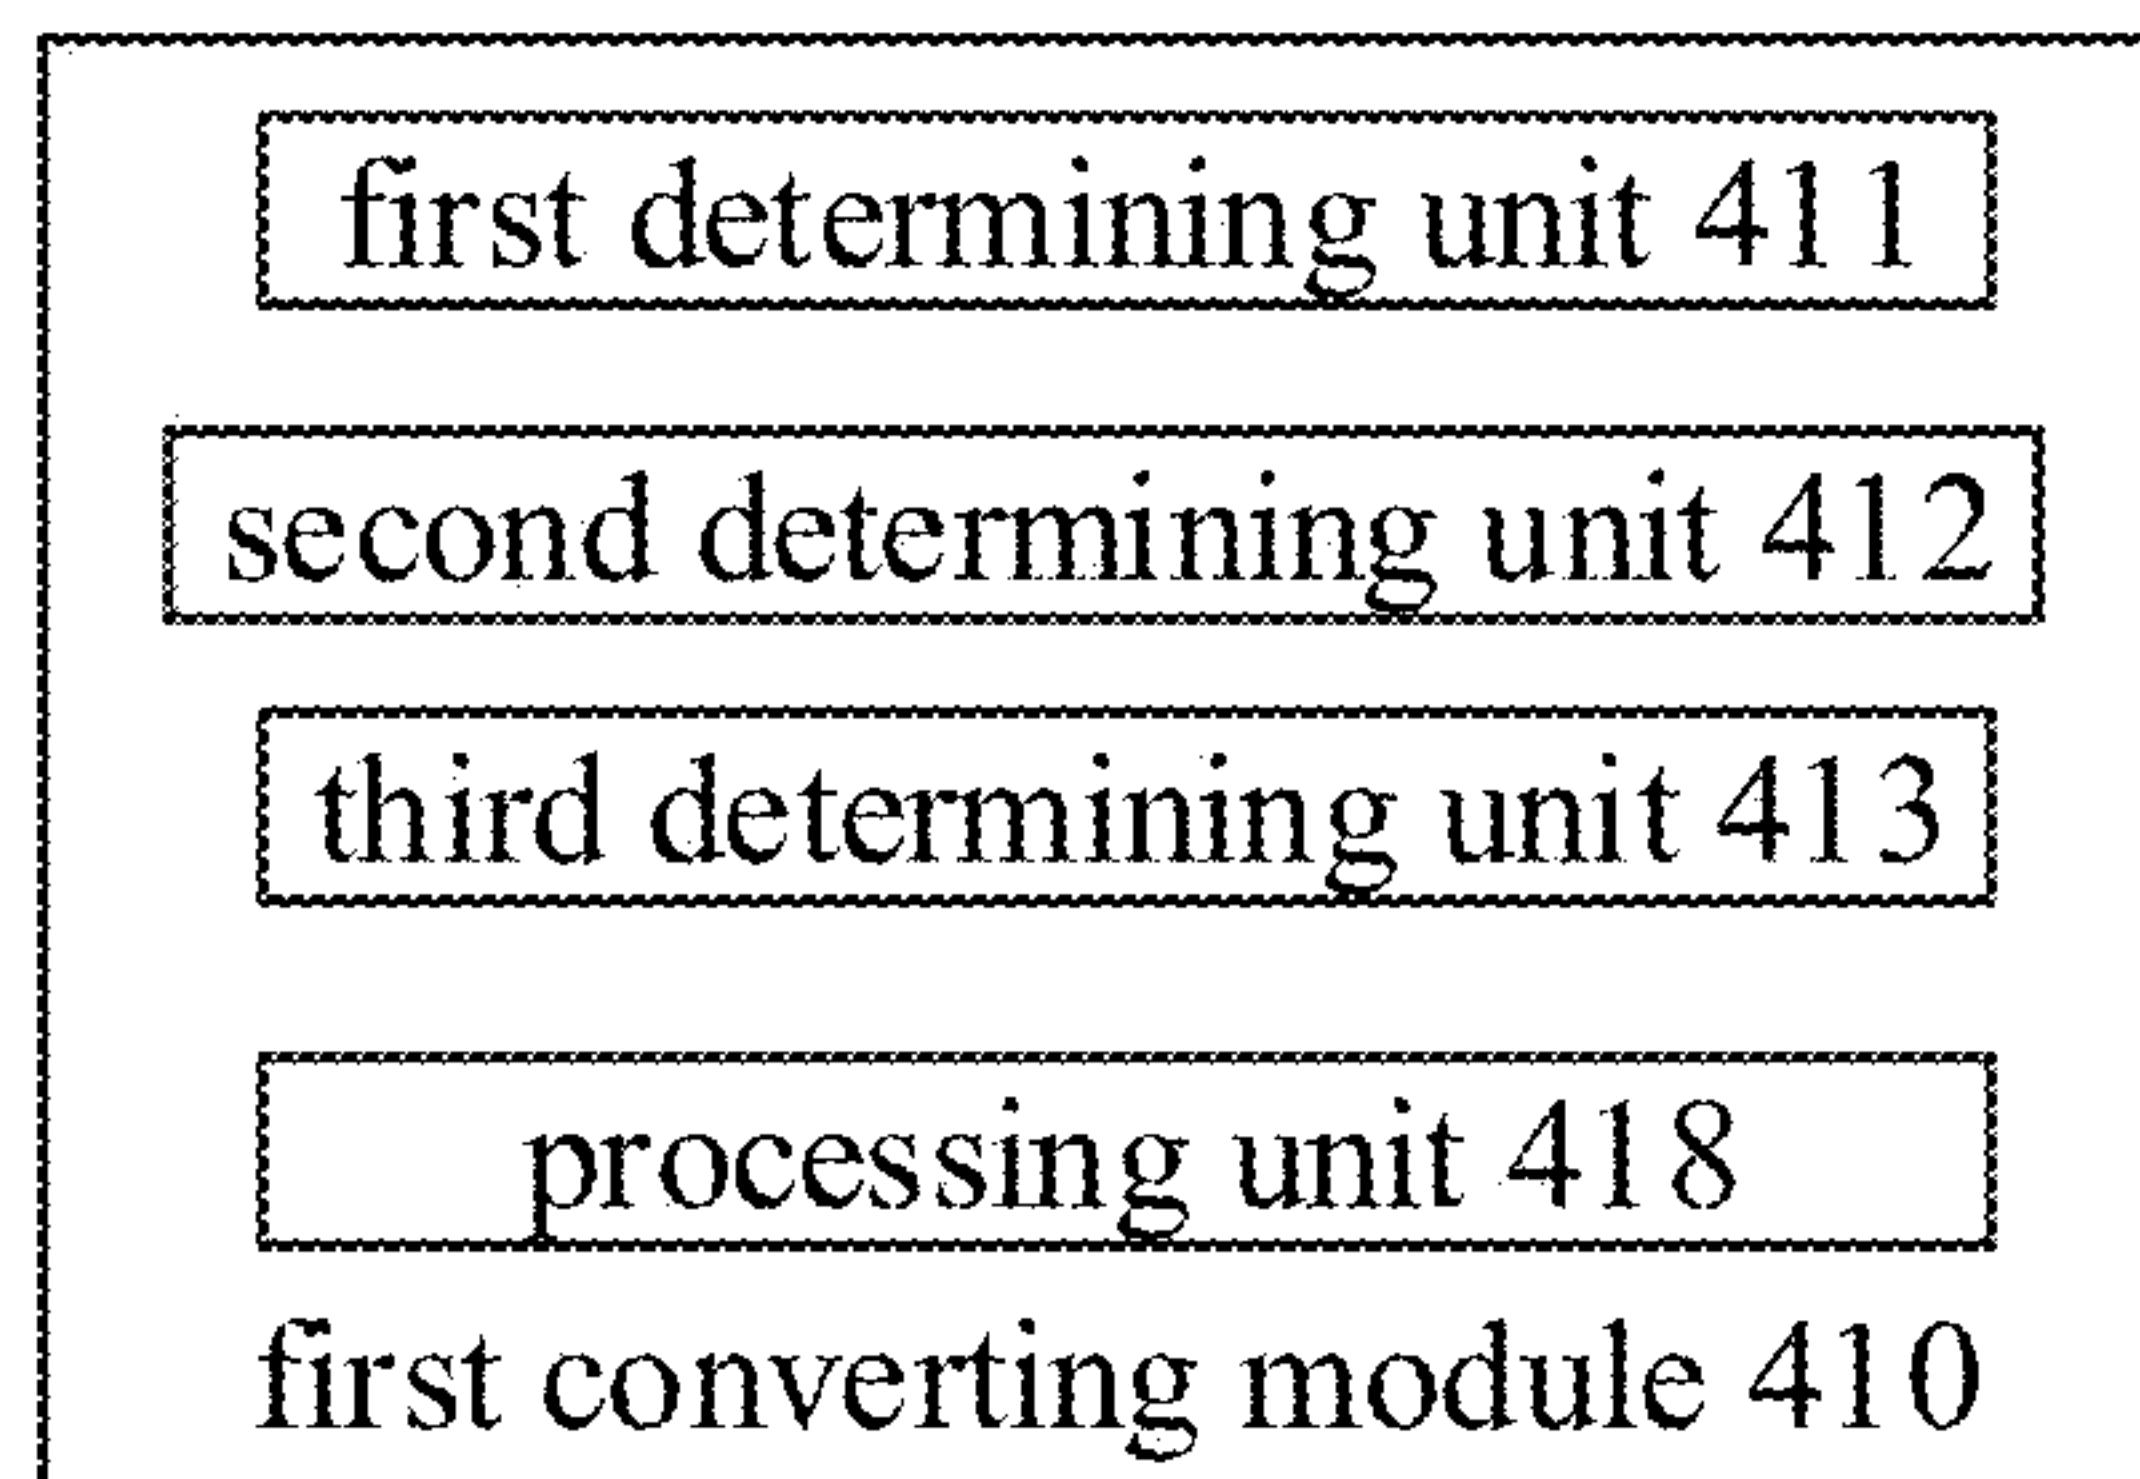 first determining unit 411
second determining unit 412
third determining unit 413
processing unit 418
first converting module 410